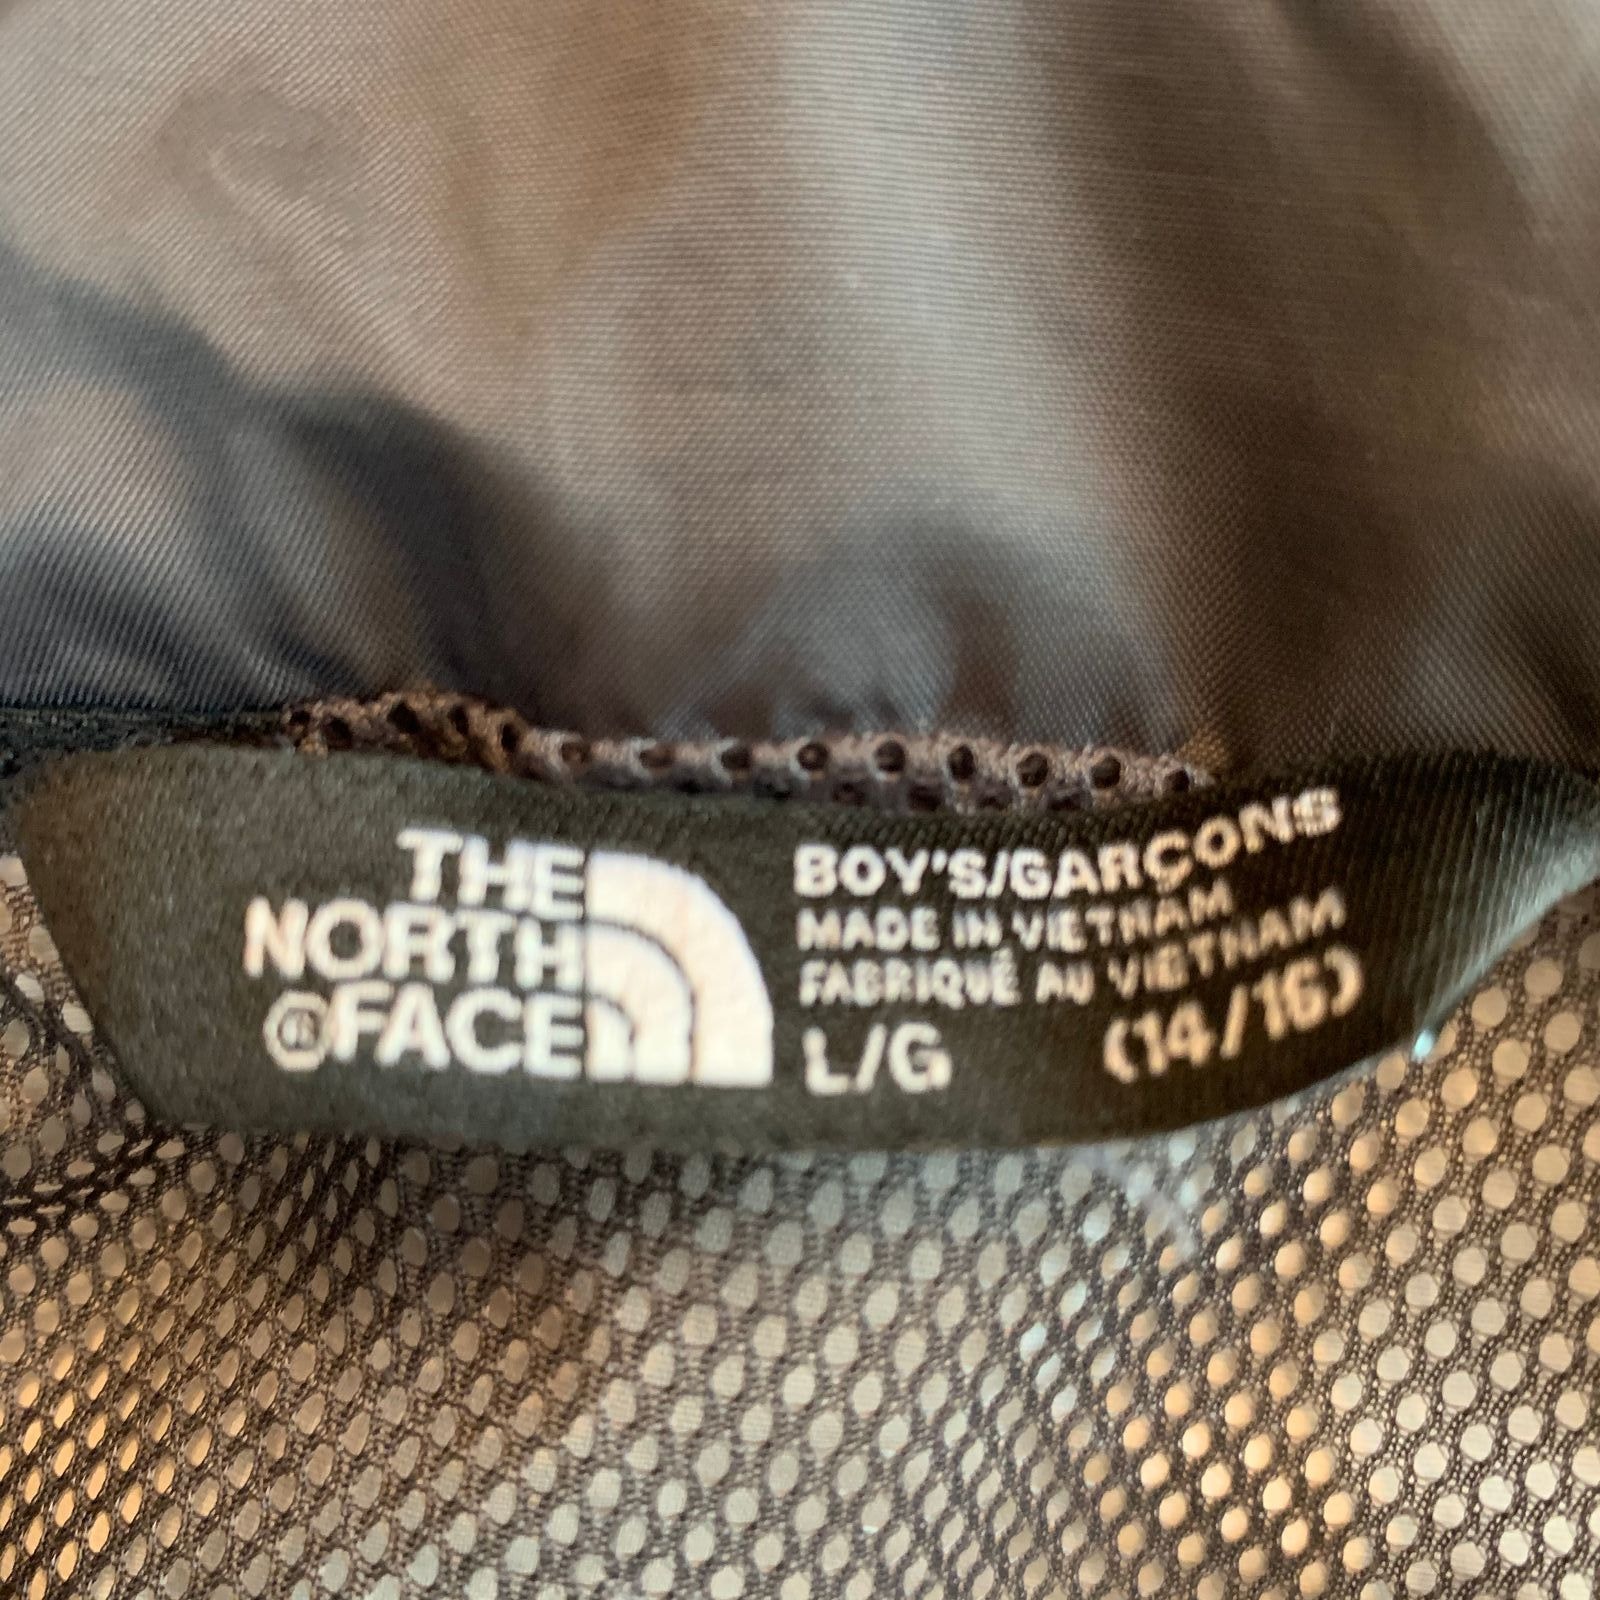 THE
NORTH
®FACE
BOY'S/GARÇONS
MADE IN VIETNAM
FABRIQUÉ AU VIETNAM
L/G (14/16)